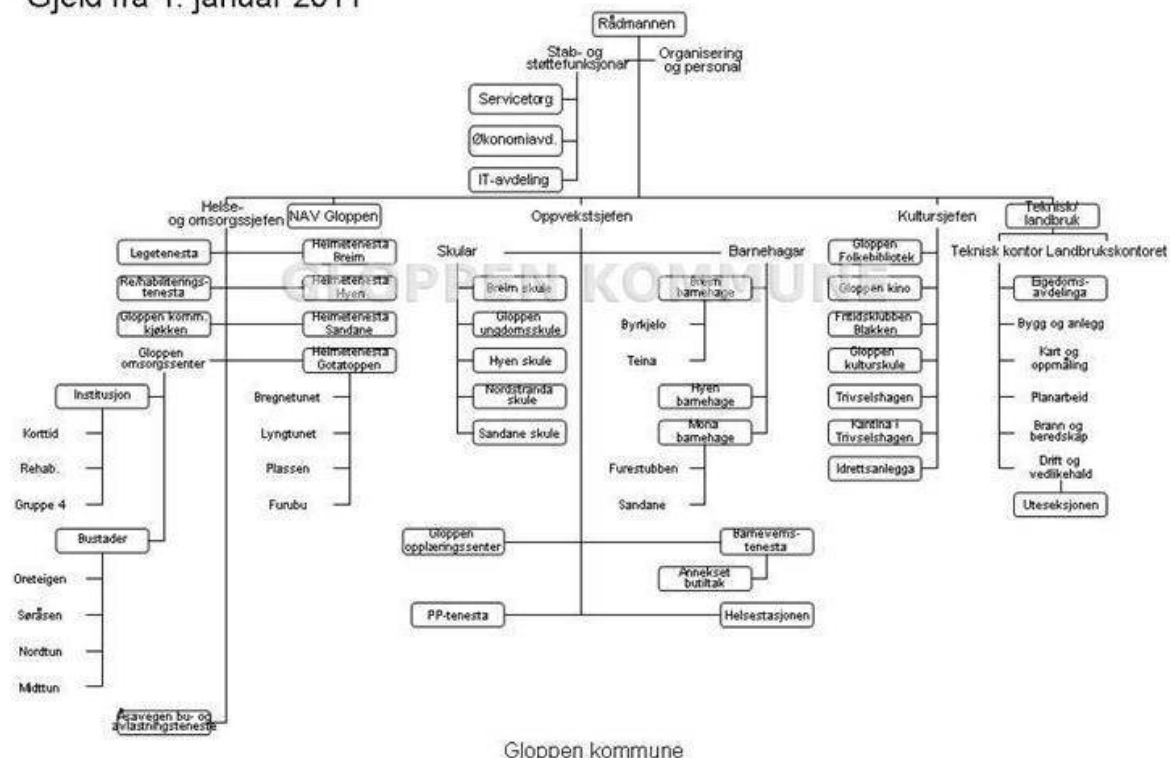 Gjeld frå 1. januar 2011
Rådmannen
Stab- og
støttefunksjonar
Organisering
og personal
Servicetorg
Økonomiavd.
IT-avdeling
Helse-
og omsorgssjefen
NAV Gloppen
Oppvekstsjefen
Kultursjefen
Teknisk/
landbruk
Legetenesta
Re/habiliterings-
tenesta
Gloppen komm.
kjøkken
Gloppen
omsorgssenter
Heimetenesta
Breim
Heimetenesta
Hyen
Heimetenesta
Sandane
Heimetenesta
Gotatoppen
Institusjon
Korttid
Rehab.
Gruppe 4
Bustader
Oreteigen
Søråsen
Nordtun
Midttun
Åsavegen bu- og
avlastningsteneste
Bregnetunet
Lyngtunet
Plassen
Furubu
Skular
Breim skule
Gloppen
ungdomsskule
Hyen skule
Nordstranda
skule
Sandane skule
Barnehagar
Breim
barnehage
Byrkjelo
Teina
Hyen
barnehage
Mona
barnehage
Furestubben
Sandane
Gloppen
opplæringssenter
Barneverns-
tenesta
Annekset
butiltak
PP-tenesta
Helsestasjonen
Gloppen
Folkebibliotek
Gloppen kino
Fritidsklubben
Blakken
Gloppen
kulturskule
Trivselshagen
Kantina i
Trivselshagen
Idrettsanlegga
Teknisk kontor Landbrukskontoret
Eigedoms-
avdelinga
Bygg og anlegg
Kart og
oppmåling
Planarbeid
Brann og
beredskap
Drift og
vedlikehald
Uteseksjonen
GLOPPEN KOMMUNE
Gloppen kommune